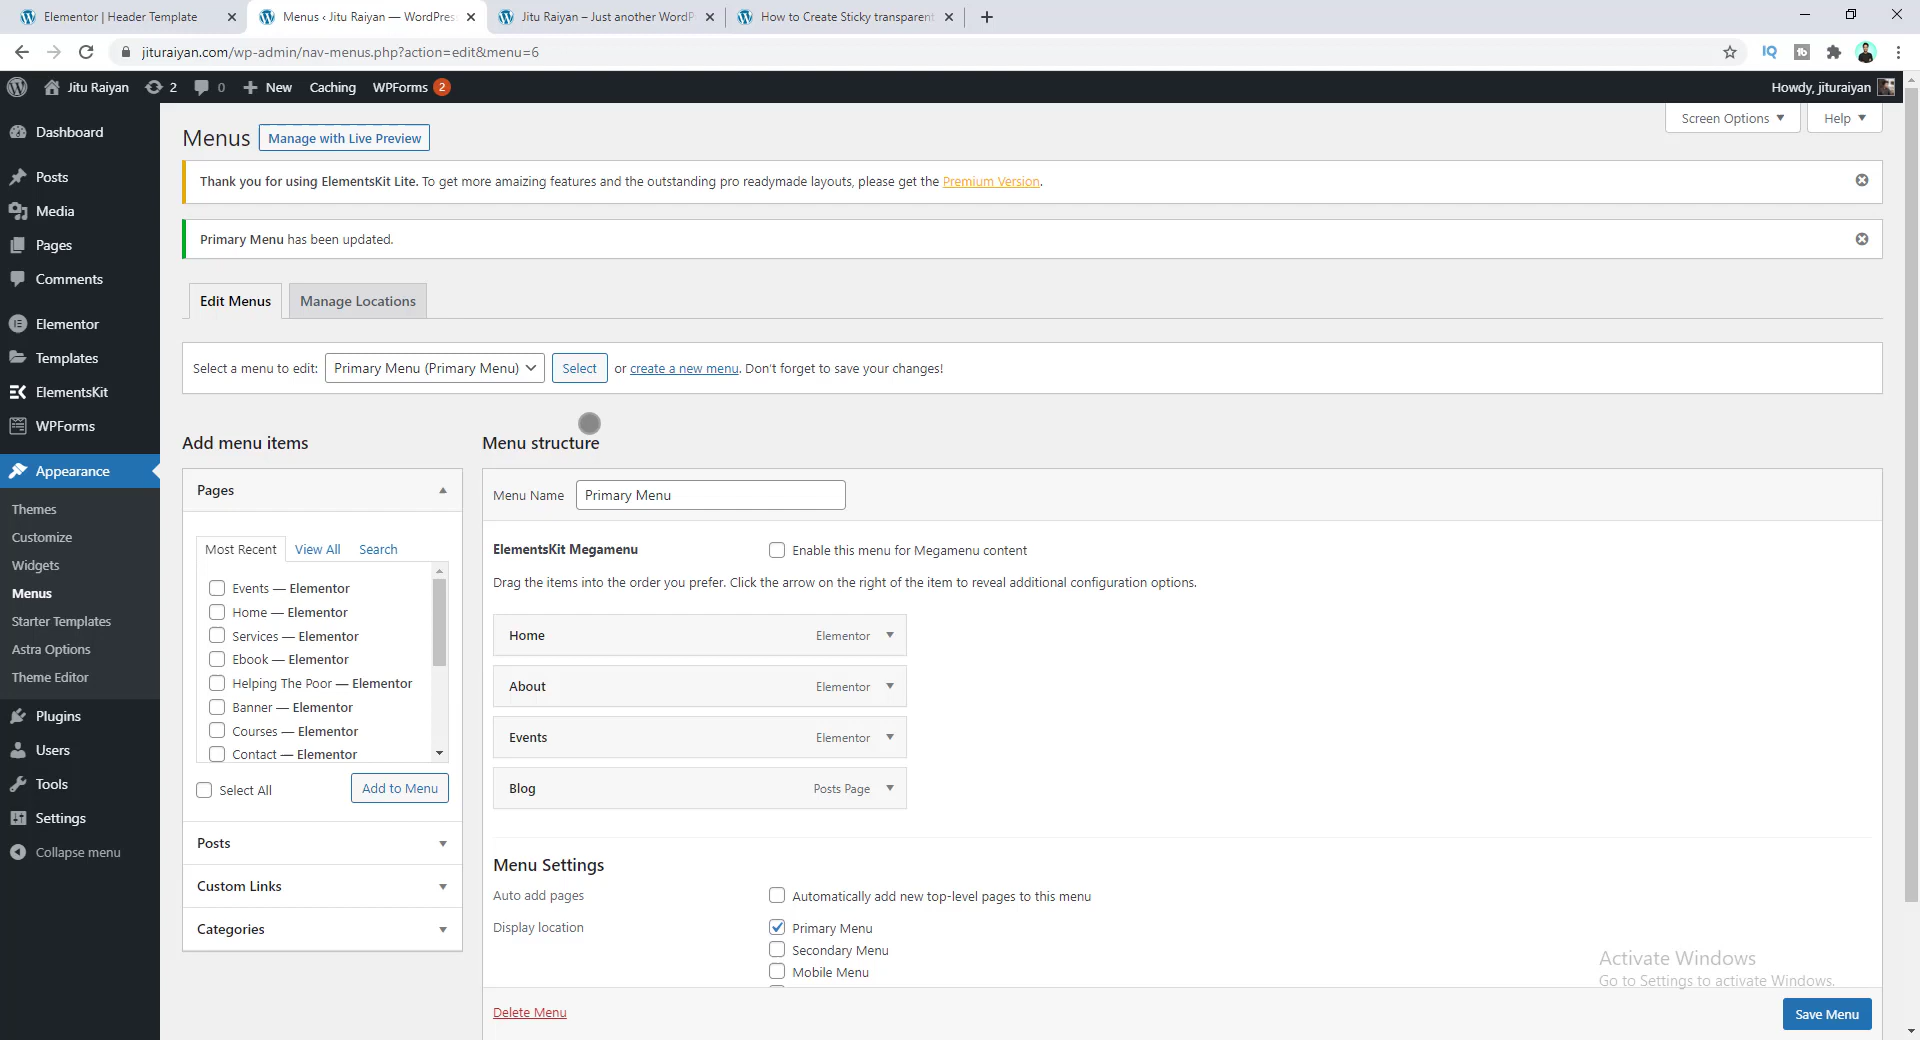 Elementor | Header Template
Menus ‹ Jitu Raiyan — WordPress
Jitu Raiyan – Just another WordP
How to Create Sticky transparent
jituraiyan.com/wp-admin/nav-menus.php?action=edit&menu=6
Jitu Raiyan
2
0
New
Caching
WPForms 2
Howdy, jituraiyan
Dashboard
Posts
Media
Pages
Comments
Elementor
Templates
ElementsKit
WPForms
Appearance
Themes
Customize
Widgets
Menus
Starter Templates
Astra Options
Theme Editor
Plugins
Users
Tools
Settings
Collapse menu
Screen Options
Help
Menus
Manage with Live Preview
Thank you for using ElementsKit Lite. To get more amaizing features and the outstanding pro readymade layouts, please get the Premium Version.
Primary Menu has been updated.
Edit Menus
Manage Locations
Select a menu to edit: Primary Menu (Primary Menu) Select or create a new menu. Don't forget to save your changes!
Add menu items
Pages
Most Recent
View All
Search
Events — Elementor
Home — Elementor
Services — Elementor
Ebook — Elementor
Helping The Poor — Elementor
Banner — Elementor
Courses — Elementor
Contact — Elementor
Select All
Add to Menu
Posts
Custom Links
Categories
Menu structure
Menu Name Primary Menu
ElementsKit Megamenu
Enable this menu for Megamenu content
Drag the items into the order you prefer. Click the arrow on the right of the item to reveal additional configuration options.
Home Elementor
About Elementor
Events Elementor
Blog Posts Page
Menu Settings
Auto add pages
Automatically add new top-level pages to this menu
Display location
Primary Menu
Secondary Menu
Mobile Menu
Delete Menu
Save Menu
Activate Windows
Go to Settings to activate Windows.